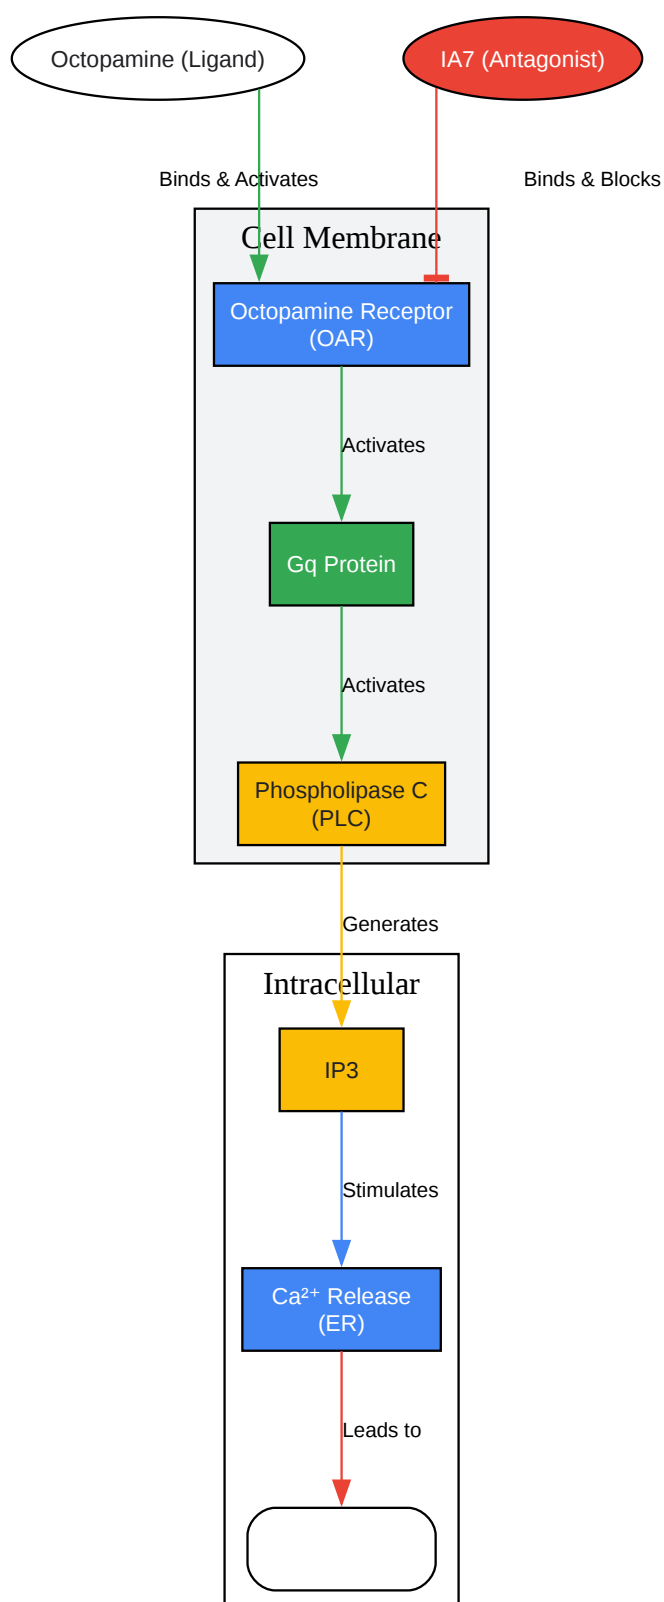 Octopamine (Ligand)
IA7 (Antagonist)
Binds & Activates
Binds & Blocks
Cell Membrane
Octopamine Receptor
(OAR)
Activates
Gq Protein
Activates
Phospholipase C
(PLC)
Generates
Intracellular
IP3
Stimulates
Ca²⁺ Release
(ER)
Leads to